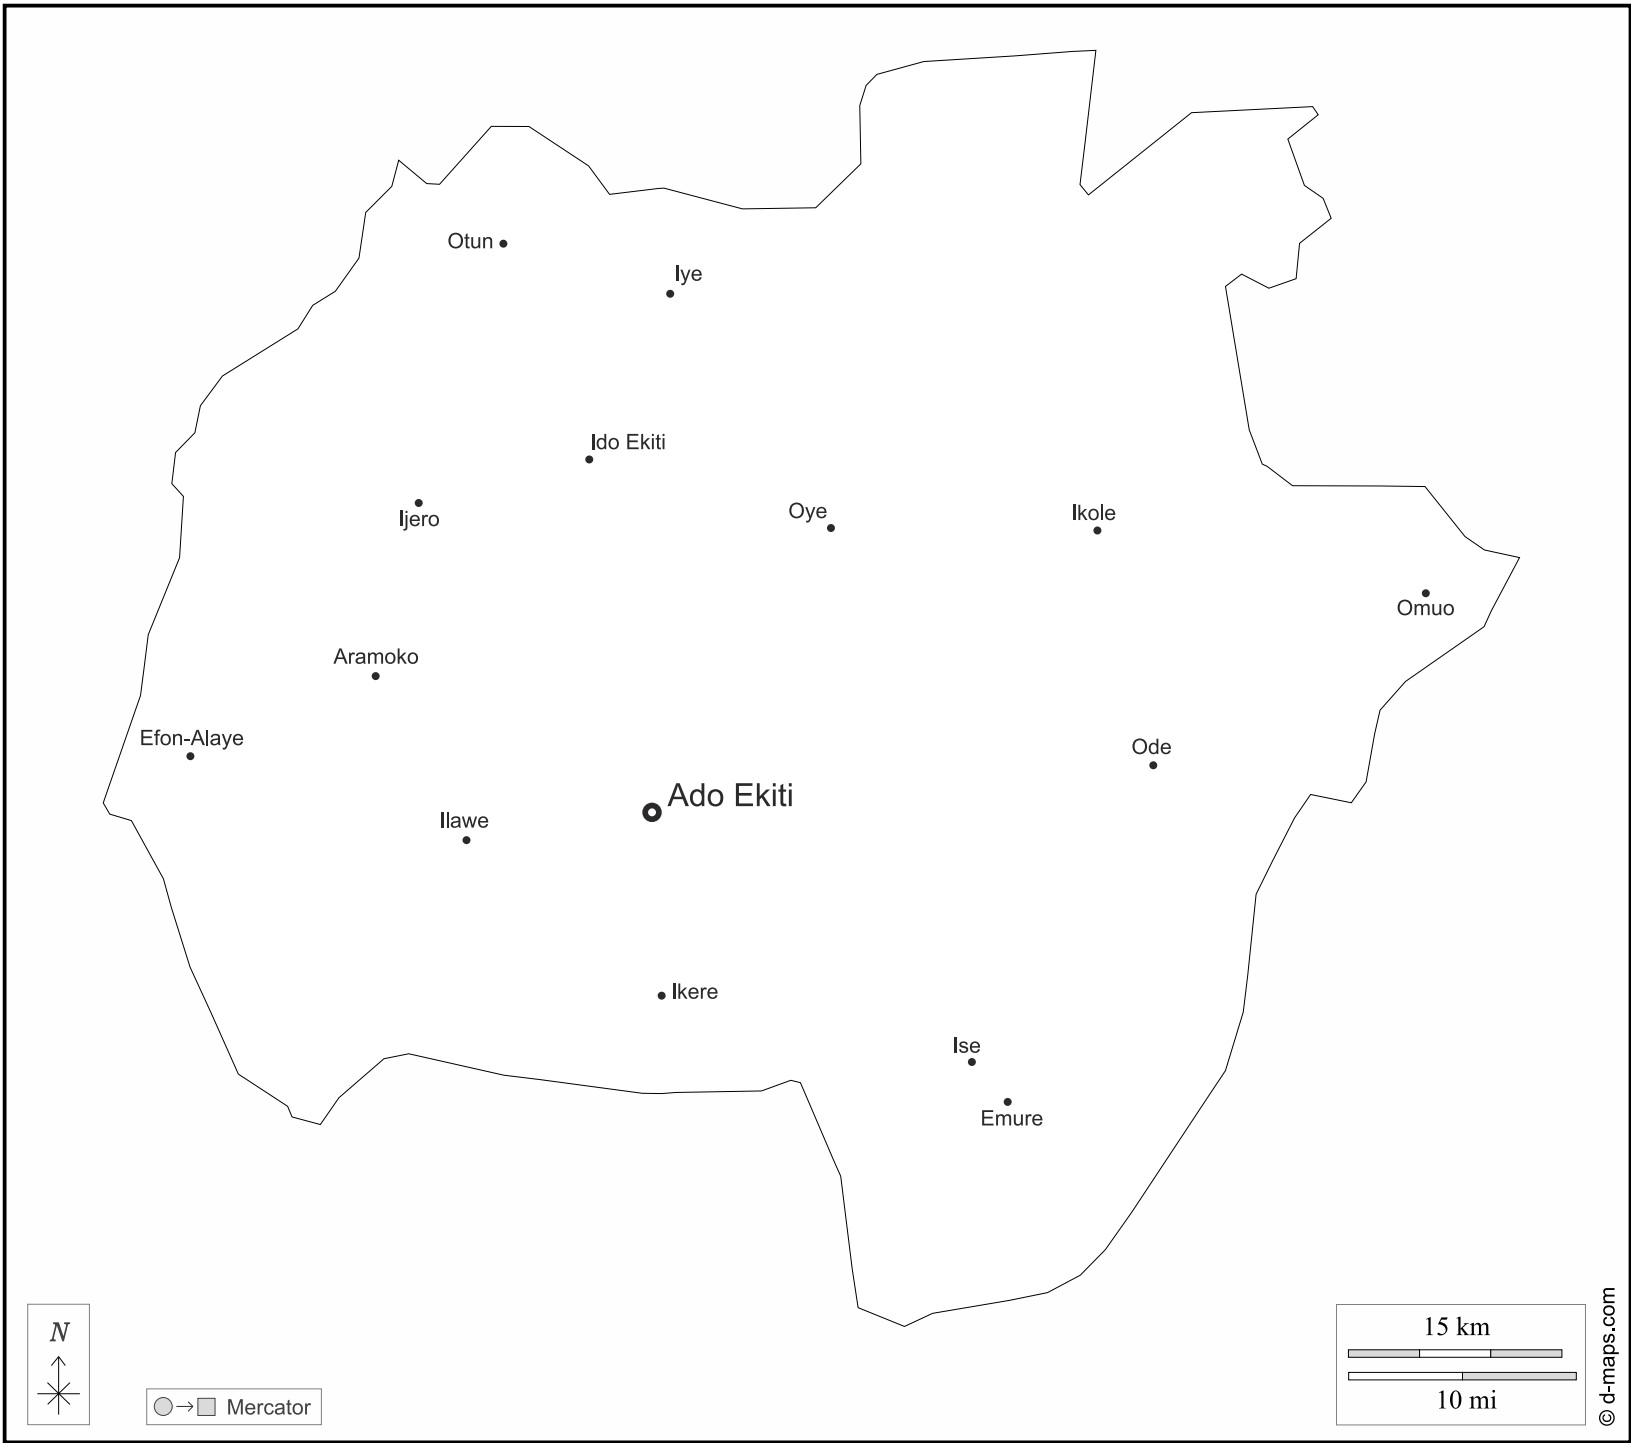 Otun
Iye
Ido Ekiti
Ijero
Oye
Ikole
Omuo
Aramoko
Efon-Alaye
Ode
Ado Ekiti
Ilawe
Ikere
Ise
Emure
N
Mercator
15 km
10 mi
© d-maps.com